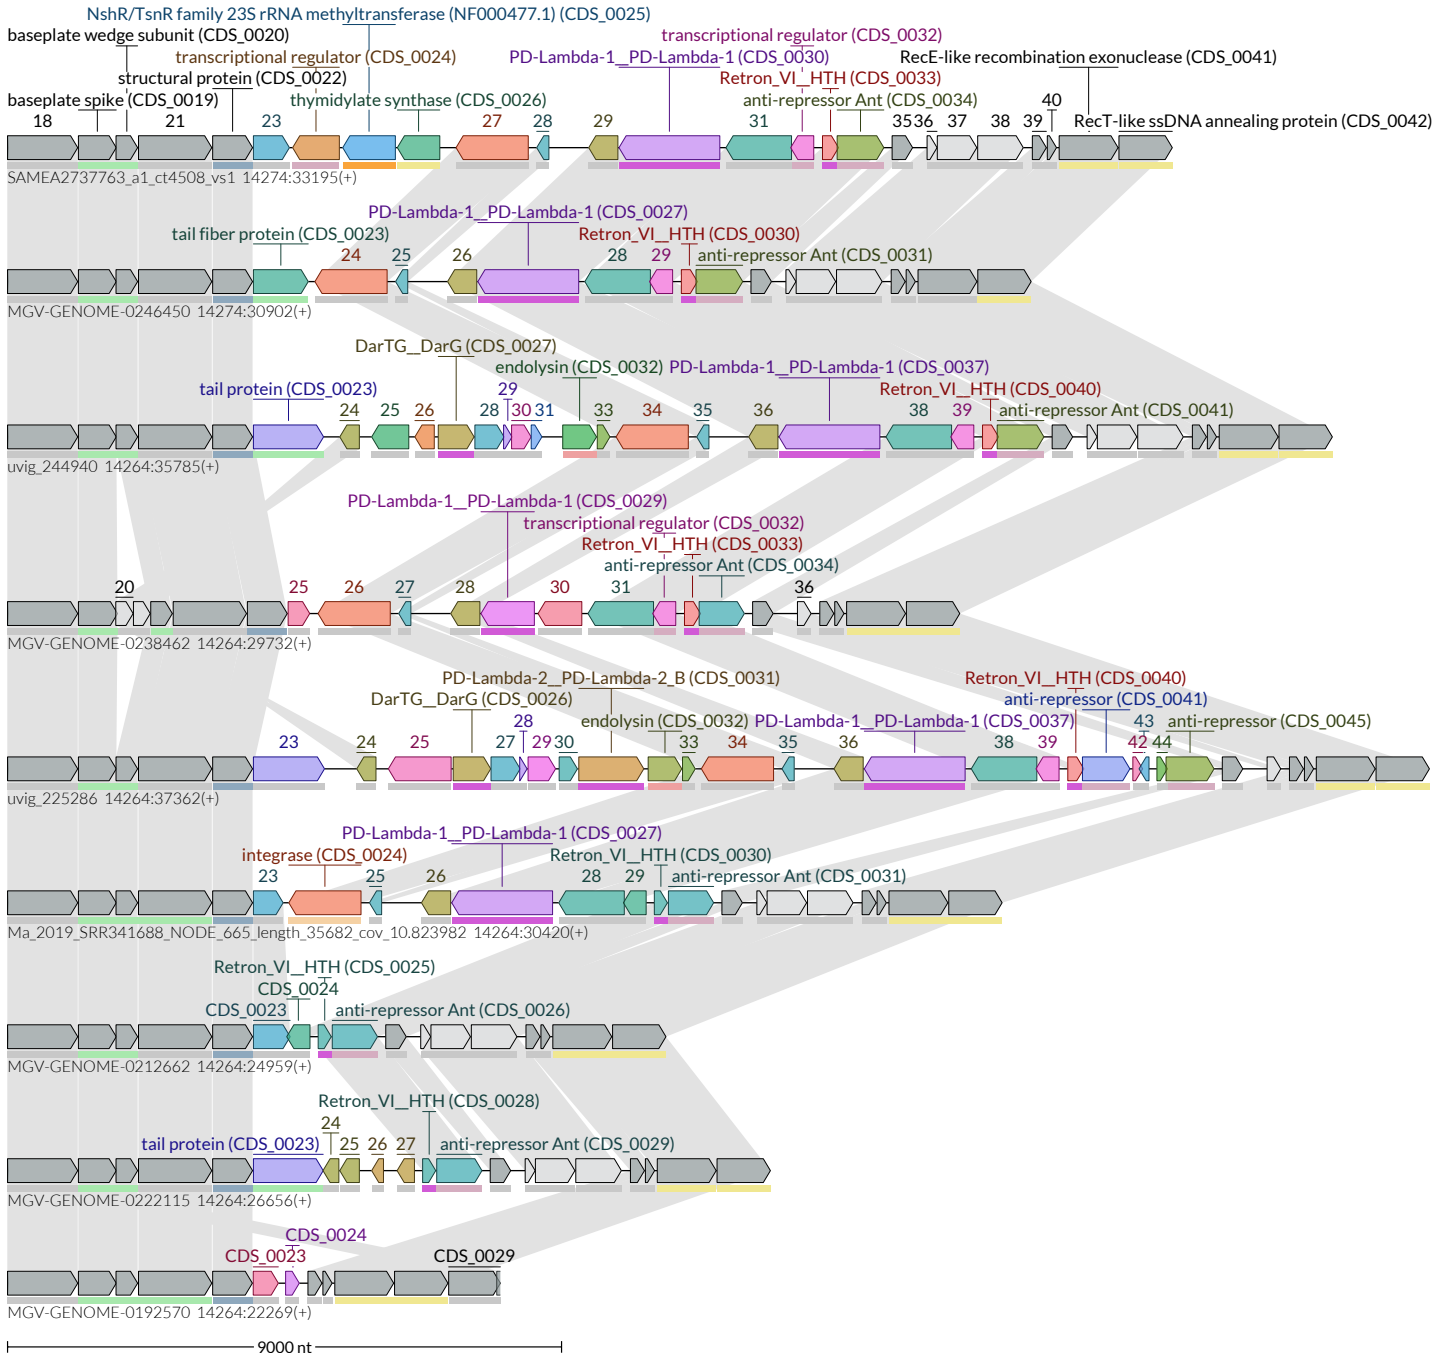 NshR/TsnR family 23S rRNA methyltransferase (NF000477.1) (CDS_0025)
baseplate wedge subunit (CDS_0020) transcriptional regulator (CDS_0032)
transcriptional regulator (CDS_0024) PD-Lambda-1__PD-Lambda-1 (CDS_0030) RecE-like recombination exonuclease (CDS_0041)
structural protein (CDS_0022) Retron_VI__HTH (CDS_0033)
baseplate spike (CDS_0019) thymidylate synthase (CDS_0026) anti-repressor Ant (CDS_0034) 40
18 21 23 27 28 29 31 35 36 37 38 39 RecT-like ssDNA annealing protein (CDS_0042)
SAMEA2737763_a1_ct4508_vs1 14274:33195(+)
PD-Lambda-1__PD-Lambda-1 (CDS_0027)
tail fiber protein (CDS_0023) Retron_VI__HTH (CDS_0030)
24 25 26 28 29 anti-repressor Ant (CDS_0031)
MGV-GENOME-0246450 14274:30902(+)
DarTG__DarG (CDS_0027)
endolysin (CDS_0032) PD-Lambda-1__PD-Lambda-1 (CDS_0037)
tail protein (CDS_0023) 29 Retron_VI__HTH (CDS_0040)
24 25 26 28 30 31 33 34 35 36 38 39 anti-repressor Ant (CDS_0041)
uvig_244940 14264:35785(+)
PD-Lambda-1__PD-Lambda-1 (CDS_0029)
transcriptional regulator (CDS_0032)
Retron_VI__HTH (CDS_0033)
anti-repressor Ant (CDS_0034)
20 25 26 27 28 30 31 36
MGV-GENOME-0238462 14264:29732(+)
PD-Lambda-2__PD-Lambda-2_B (CDS_0031) Retron_VI__HTH (CDS_0040)
DarTG__DarG (CDS_0026) anti-repressor (CDS_0041)
28 endolysin (CDS_0032) PD-Lambda-1__PD-Lambda-1 (CDS_0037) 43 anti-repressor (CDS_0045)
23 24 25 27 29 30 33 34 35 36 38 39 42 44
uvig_225286 14264:37362(+)
PD-Lambda-1__PD-Lambda-1 (CDS_0027)
integrase (CDS_0024) Retron_VI__HTH (CDS_0030)
23 25 26 28 29 anti-repressor Ant (CDS_0031)
Ma_2019_SRR341688_NODE_665_length_35682_cov_10.823982 14264:30420(+)
Retron_VI__HTH (CDS_0025)
CDS_0024
CDS_0023 anti-repressor Ant (CDS_0026)
MGV-GENOME-0212662 14264:24959(+)
Retron_VI__HTH (CDS_0028)
24
tail protein (CDS_0023) 25 26 27 anti-repressor Ant (CDS_0029)
MGV-GENOME-0222115 14264:26656(+)
CDS_0024
CDS_0023 CDS_0029
MGV-GENOME-0192570 14264:22269(+)
9000 nt